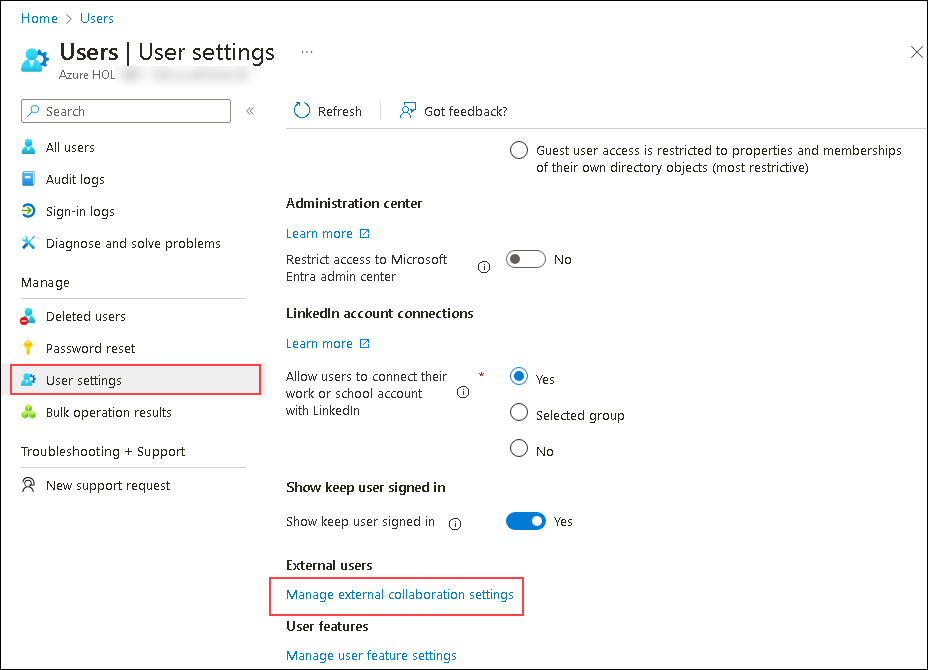 Home > Users
Users | User settings ...
Azure HOL
Search
«
Refresh
Got feedback?
All users
Audit logs
Sign-in logs
Diagnose and solve problems
Manage
Deleted users
Password reset
User settings
Bulk operation results
Troubleshooting + Support
New support request
Guest user access is restricted to properties and memberships
of their own directory objects (most restrictive)
Administration center
Learn more
Restrict access to Microsoft
Entra admin center
No
LinkedIn account connections
Learn more
Allow users to connect their
work or school account
with LinkedIn
*
Yes
Selected group
No
Show keep user signed in
Show keep user signed in
Yes
External users
Manage external collaboration settings
User features
Manage user feature settings